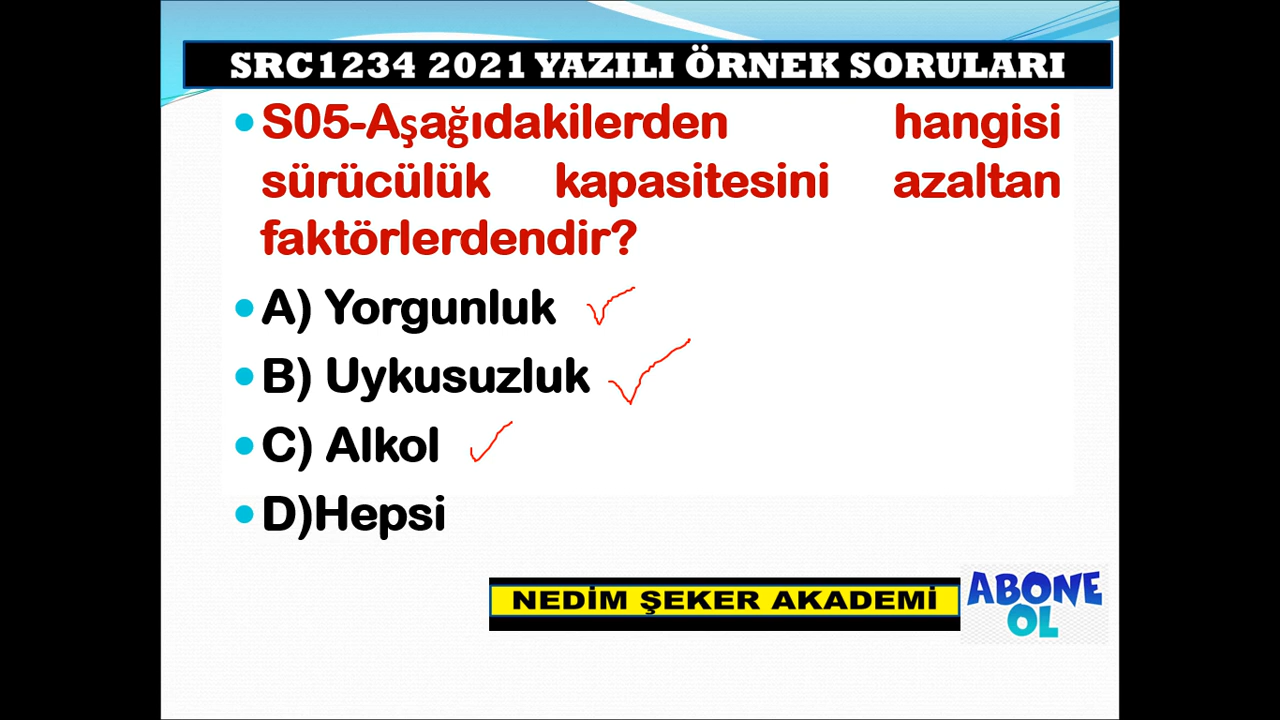 SRC1234 2021 YAZILI ÖRNEK SORULARI
S05-Aşağıdakilerden hangisi
sürücülük kapasitesini azaltan
faktörlerdendir?
A) Yorgunluk
B) Uykusuzluk
C) Alkol
D)Hepsi
NEDİM ŞEKER AKADEMİ
ABONE
OL